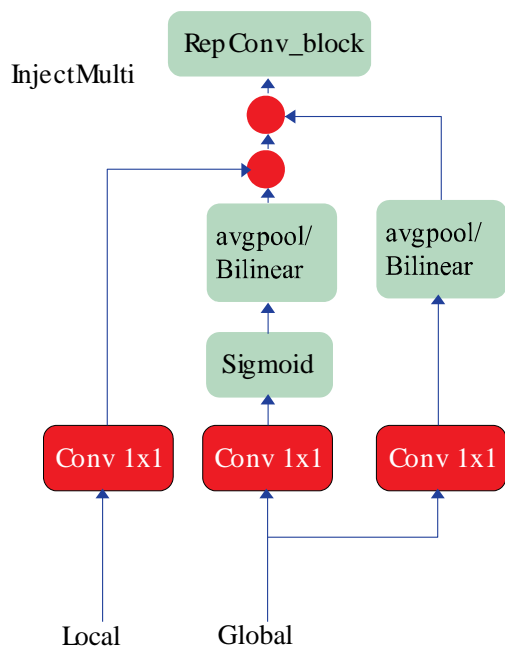 RepConv_block
InjectMulti
avgpool/
Bilinear
avgpool/
Bilinear
Sigmoid
Conv 1x1
Conv 1x1
Conv 1x1
Local
Global